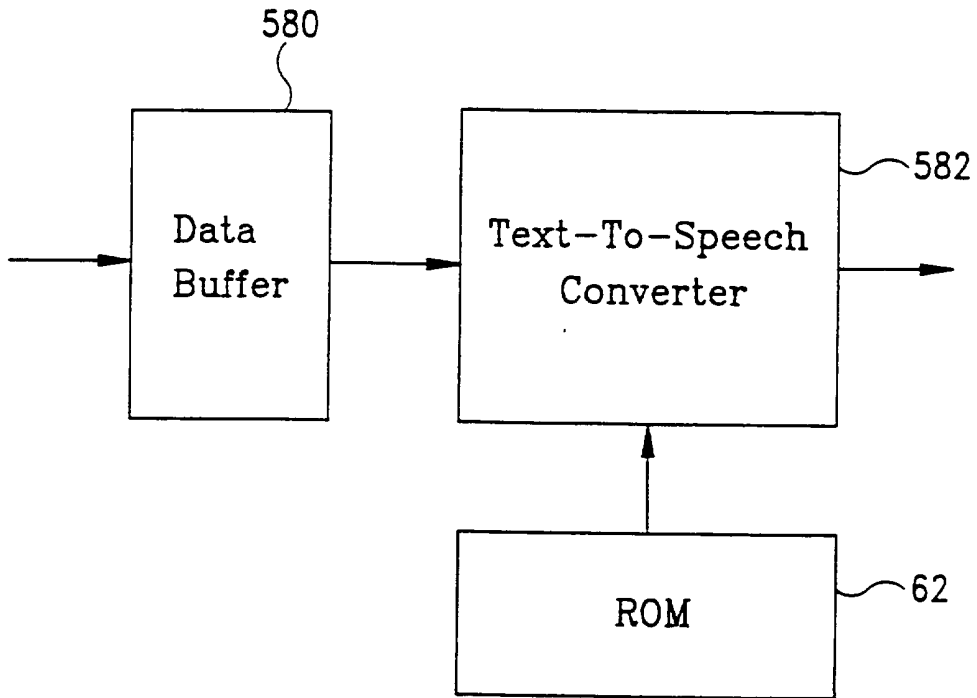 580
Data
Buffer
Text-To-Speech
Converter
582
ROM
62